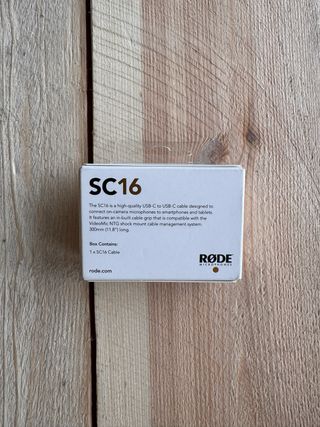 SC16
The SC16 is a high-quality USB-C to USB-C cable designed to
connect on-camera microphones to smartphones and tablets.
It features an in-built cable grip that is compatible with the
VideoMic NTG shock mount cable management system.
300mm (11.8") long.
Box Contains:
1 x SC16 Cable
rode.com
RØDE
MICROPHONES